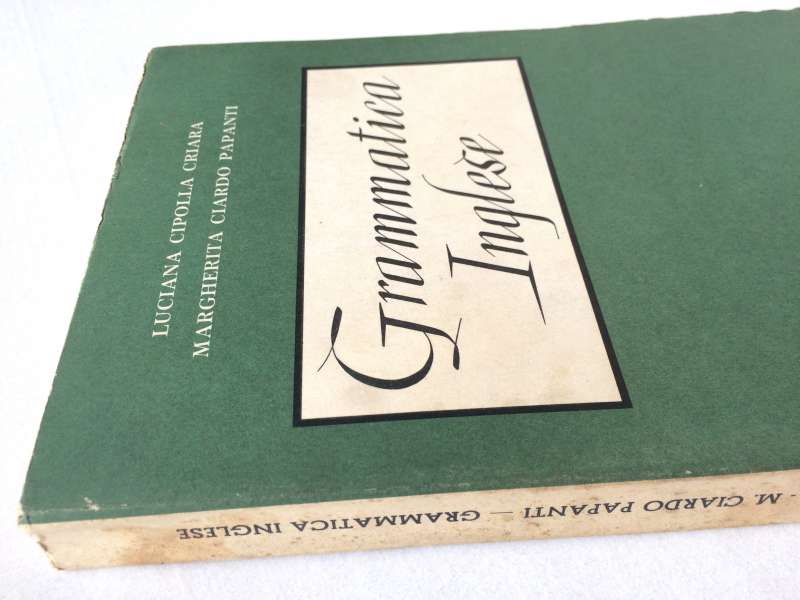 LUCIANA CIPOLLA CRIARA
MARGHERITA CIARDO PAPANTI
Grammatica
Inglese
M. CIARDO PAPANTI — GRAMMATICA INGLESE